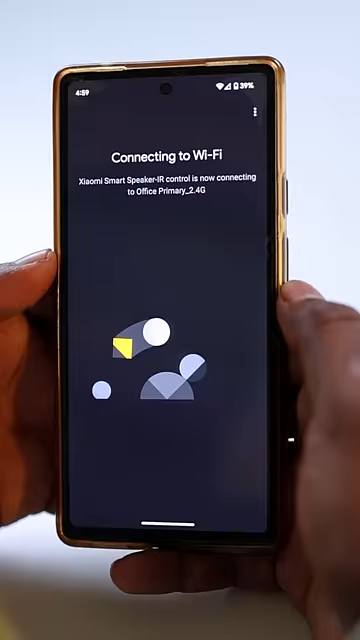 4:59
39%
Connecting to Wi-Fi
Xiaomi Smart Speaker-IR control is now connecting
to Office Primary_2.4G